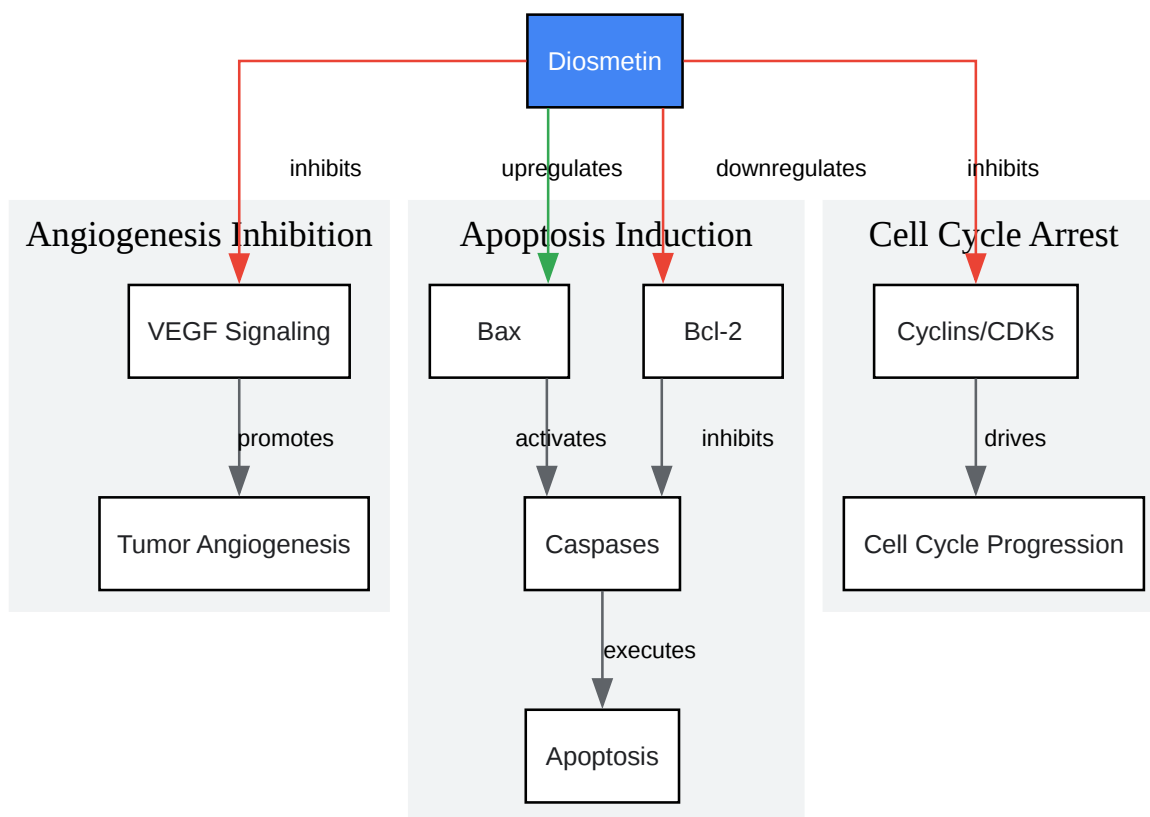 Diosmetin
inhibits
upregulates
downregulates
inhibits
Angiogenesis Inhibition
Apoptosis Induction
Cell Cycle Arrest
VEGF Signaling
Bax
Bcl-2
Cyclins/CDKs
promotes
activates
inhibits
drives
Tumor Angiogenesis
Caspases
Cell Cycle Progression
executes
Apoptosis